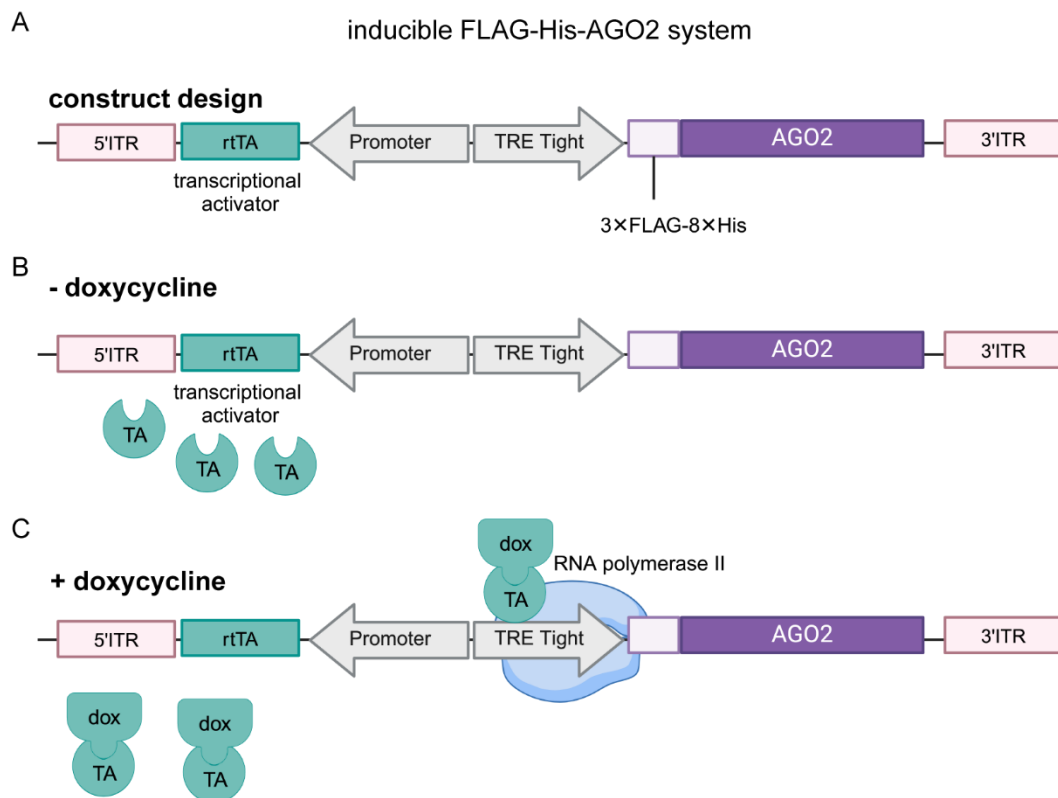 A
inducible FLAG-His-AGO2 system
construct design
5'ITR
rtTA
Promoter
TRE Tight
AGO2
3'ITR
transcriptional
activator
3×FLAG-8×His
B
- doxycycline
5'ITR
rtTA
Promoter
TRE Tight
AGO2
3'ITR
transcriptional
activator
TA
TA
TA
C
+ doxycycline
dox
TA
RNA polymerase II
5'ITR
rtTA
Promoter
TRE Tight
AGO2
3'ITR
dox
TA
dox
TA